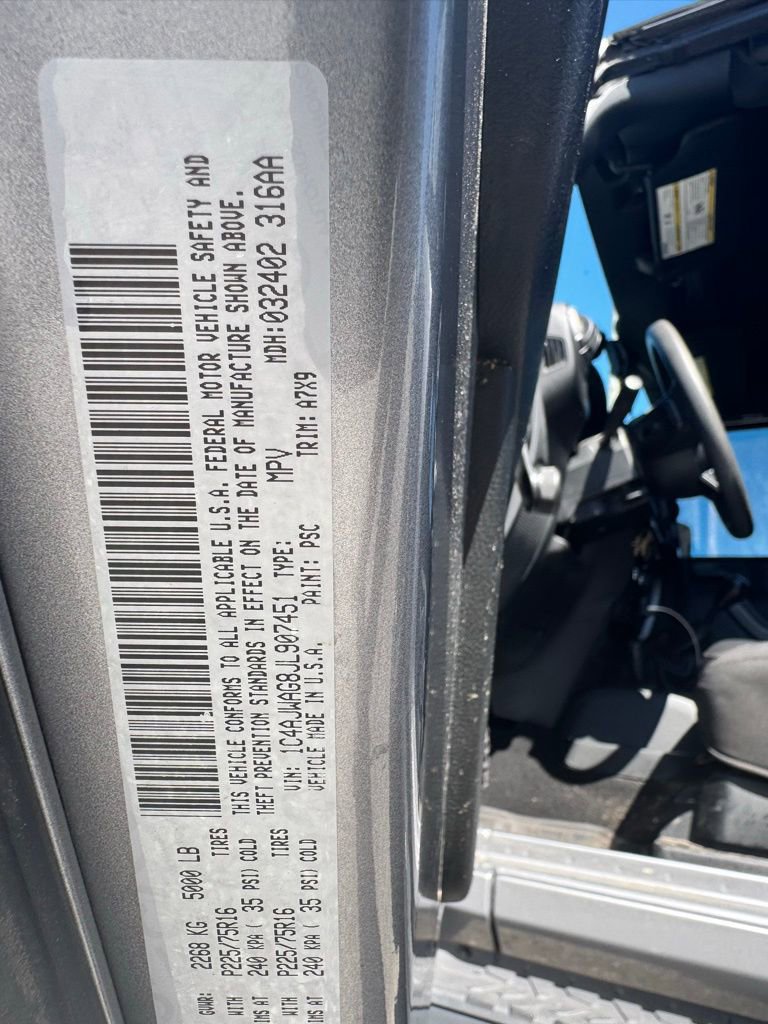 GVWR: 2268 KG 5000 LB
WITH P225/75R16 TIRES
IMS AT 240 KPA ( 35 PSI) COLD
WITH P225/75R16 TIRES
IMS AT 240 KPA ( 35 PSI) COLD
THIS VEHICLE CONFORMS TO ALL APPLICABLE U.S.A. FEDERAL MOTOR VEHICLE SAFETY AND
THEFT PREVENTION STANDARDS IN EFFECT ON THE DATE OF MANUFACTURE SHOWN ABOVE.
VIN: 1C4AJWAG8JL907451 TYPE: MPV MDH:032402 316AA
VEHICLE MADE IN U.S.A. PAINT: PSC TRIM: A7X9